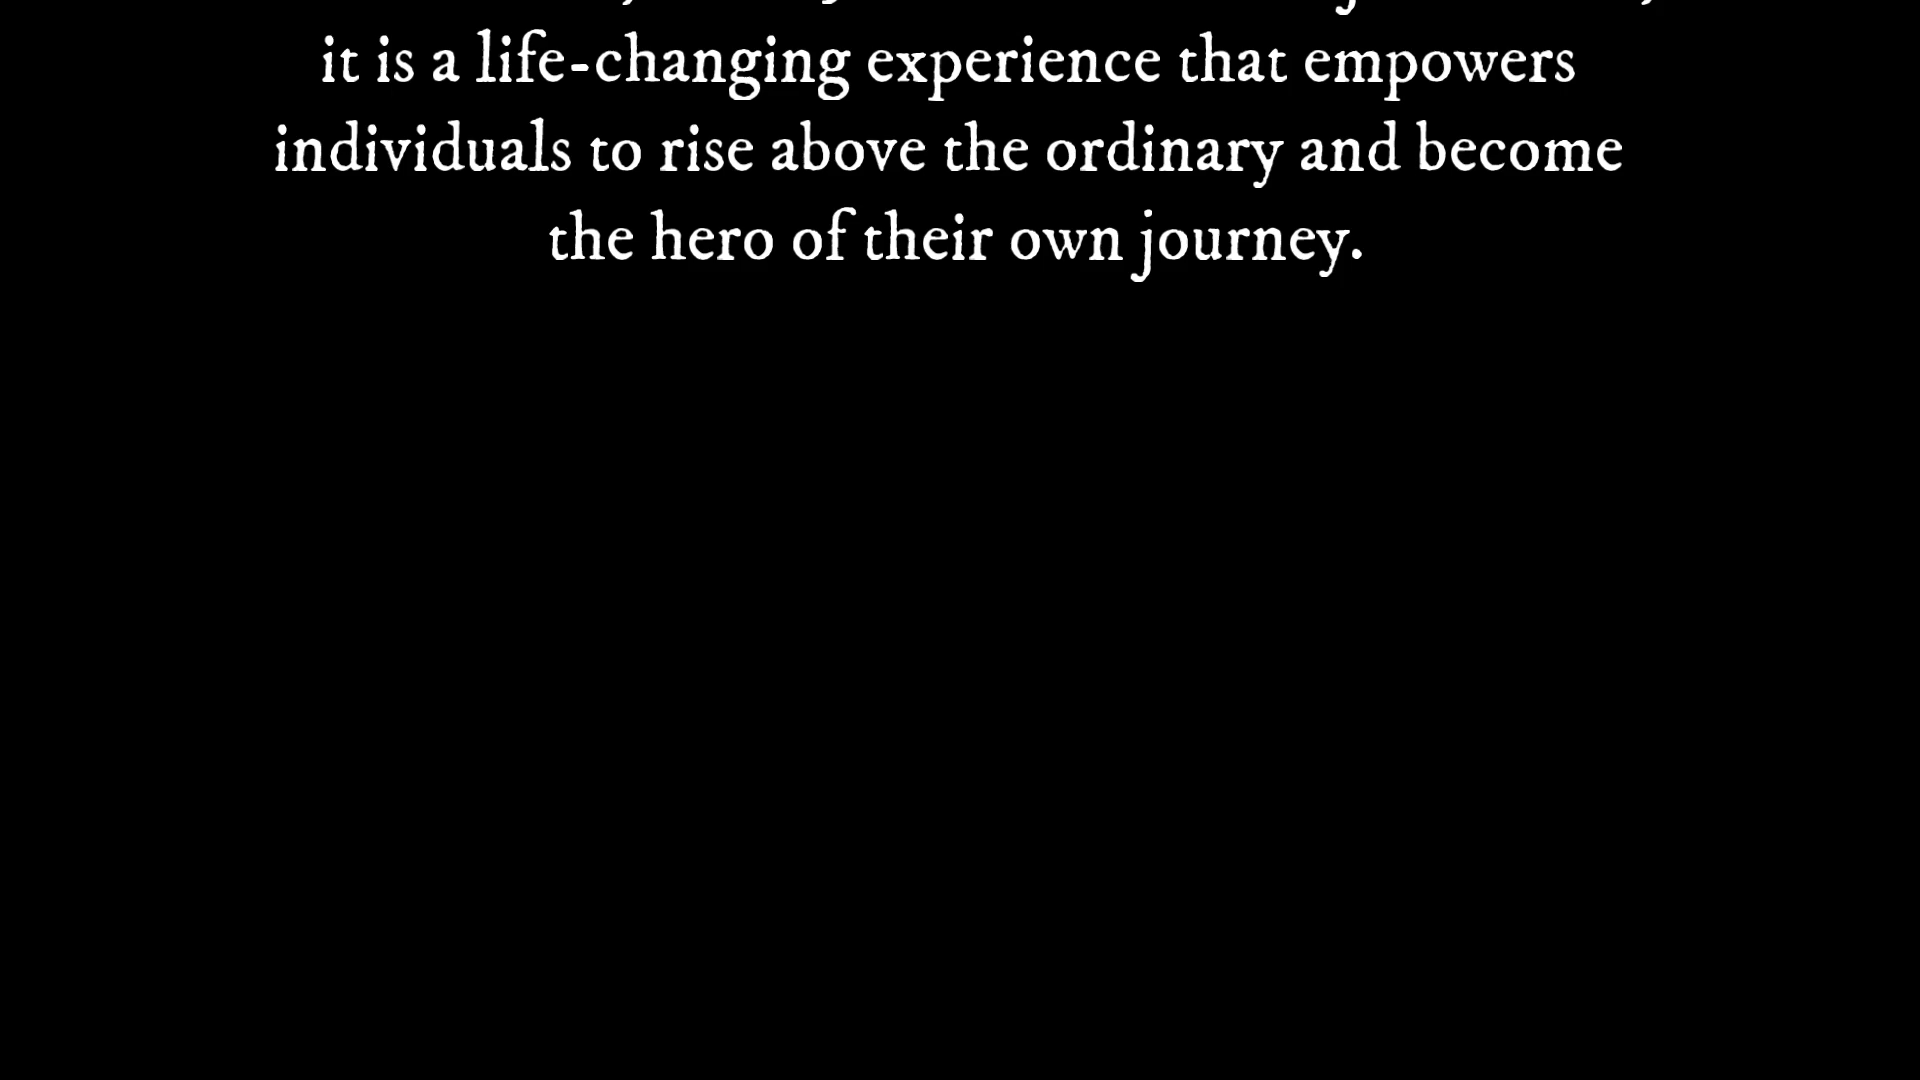 it is a life-changing experience that empowers
individuals to rise above the ordinary and become
the hero of their own journey.